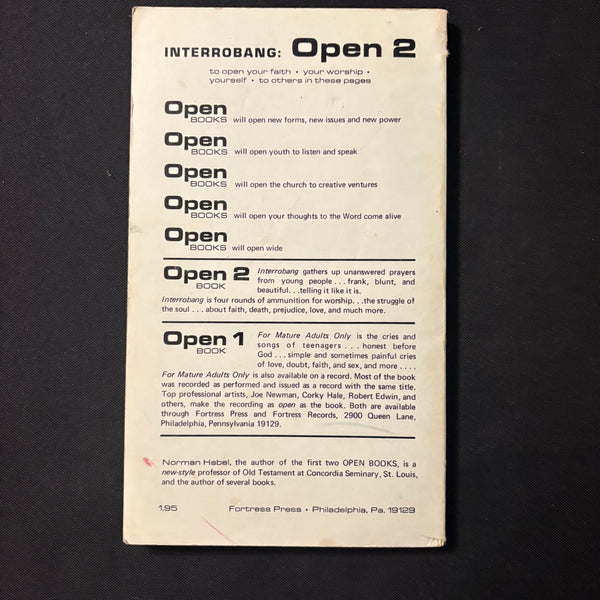 INTERROBANG: Open 2
to open your faith • your worship •
yourself • to others in these pages
Open
BOOKS will open new forms, new issues and new power
Open
BOOKS will open youth to listen and speak
Open
BOOKS will open the church to creative ventures
Open
BOOKS will open your thoughts to the Word come alive
Open
BOOKS will open wide
Open 2
BOOK
Interrobang gathers up unanswered prayers
from young people . . . frank, blunt, and
beautiful. . .telling it like it is.
Interrobang is four rounds of ammunition for worship. . .the struggle of
the soul . . . about faith, death, prejudice, love, and much more.
Open 1
BOOK
For Mature Adults Only is the cries and
songs of teenagers . . . honest before
God . . . simple and sometimes painful cries
of love, doubt, faith, and sex, and more . . . .
For Mature Adults Only is also available on a record. Most of the book
was recorded as performed and issued as a record with the same title.
Top professional artists, Joe Newman, Corky Hale, Robert Edwin, and
others, make the recording as open as the book. Both are available
through Fortress Press and Fortress Records, 2900 Queen Lane,
Philadelphia, Pennsylvania 19129.
Norman Habel, the author of the first two OPEN BOOKS, is a
new-style professor of Old Testament at Concordia Seminary, St. Louis,
and the author of several books.
1.95 Fortress Press • Philadelphia, Pa. 19129